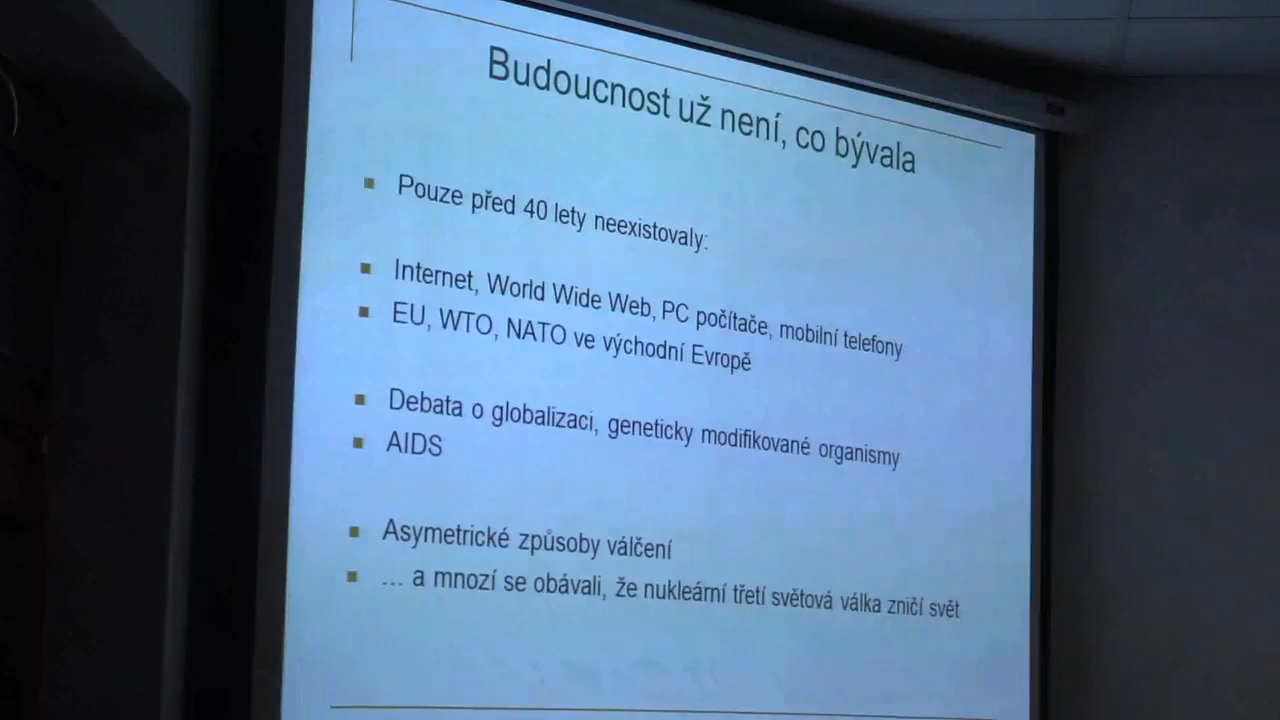 Budoucnost už není, co bývala
Pouze před 40 lety neexistovaly:
Internet, World Wide Web, PC počítače, mobilní telefony
EU, WTO, NATO ve východní Evropě
Debata o globalizaci, geneticky modifikované organismy
AIDS
Asymetrické způsoby válčení
... a mnozí se obávali, že nukleární třetí světová válka zničí svět